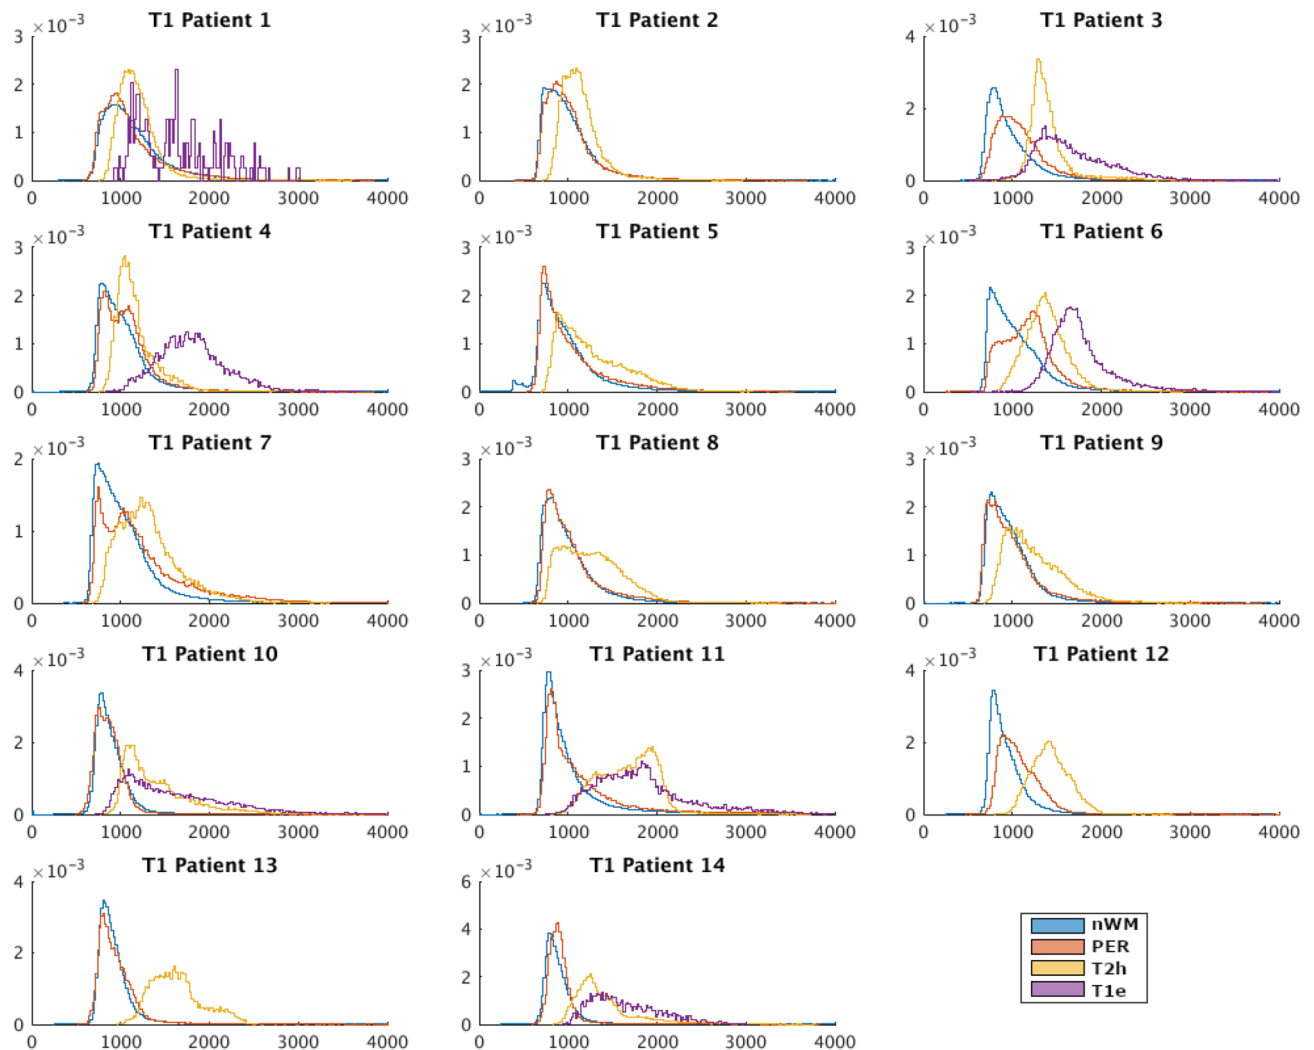 T1 Patient 1 T1 Patient 2 T1 Patient 3
3 ×10⁻³ 3 ×10⁻³ 4 ×10⁻³
2 2
1 1 2
0 0 0
0 1000 2000 3000 4000 0 1000 2000 3000 4000 0 1000 2000 3000 4000
T1 Patient 4 T1 Patient 5 T1 Patient 6
3 ×10⁻³ 3 ×10⁻³ 3 ×10⁻³
2 2 2
1 1 1
0 0 0
0 1000 2000 3000 4000 0 1000 2000 3000 4000 0 1000 2000 3000 4000
T1 Patient 7 T1 Patient 8 T1 Patient 9
2 ×10⁻³ 3 ×10⁻³ 3 ×10⁻³
2 2
1 1 1
0 0 0
0 1000 2000 3000 4000 0 1000 2000 3000 4000 0 1000 2000 3000 4000
T1 Patient 10 T1 Patient 11 T1 Patient 12
4 ×10⁻³ 3 ×10⁻³ 4 ×10⁻³
2 2 2
1
0 0 0
0 1000 2000 3000 4000 0 1000 2000 3000 4000 0 1000 2000 3000 4000
T1 Patient 13 T1 Patient 14
4 ×10⁻³ 6 ×10⁻³
4
2 2
0 0
0 1000 2000 3000 4000 0 1000 2000 3000 4000
nWM
PER
T2h
T1e